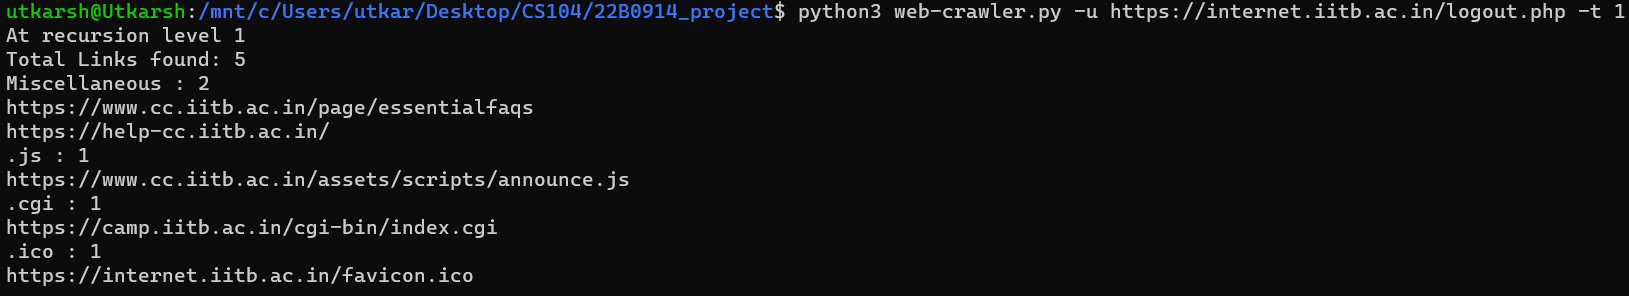 utkarsh@Utkarsh:/mnt/c/Users/utkar/Desktop/CS104/22B0914_project$ python3 web-crawler.py -u https://internet.iitb.ac.in/logout.php -t 1
At recursion level 1
Total Links found: 5
Miscellaneous : 2
https://www.cc.iitb.ac.in/page/essentialfaqs
https://help-cc.iitb.ac.in/
.js : 1
https://www.cc.iitb.ac.in/assets/scripts/announce.js
.cgi : 1
https://camp.iitb.ac.in/cgi-bin/index.cgi
.ico : 1
https://internet.iitb.ac.in/favicon.ico